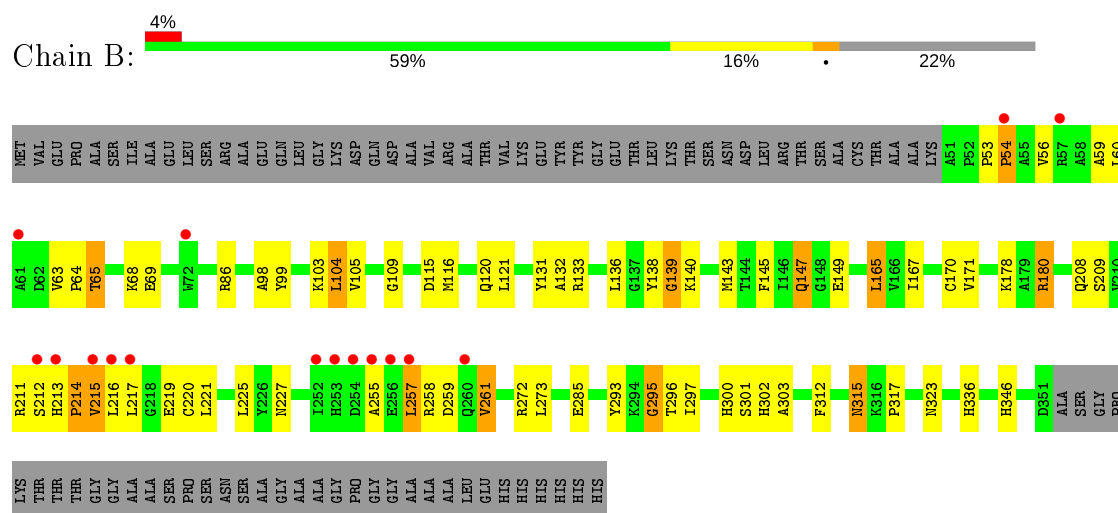 4%
Chain B:
59% 16% • 22%
MET VAL GLU PRO ALA SER ILE ALA GLU LEU SER ARG ALA GLU GLN LEU GLY LYS ASP GLN ASP ALA VAL ARG ALA THR VAL LYS GLU TYR TYR GLY GLU THR LEU LYS THR SER ASN ASP LEU ARG THR SER ALA CYS THR ALA ALA LYS A51 P52 P53 P54 A55 V56 R57 A58 A59 L60
A61 D62 V63 P64 T65 K68 E69 W72 R86 A98 Y99 K103 L104 V105 G109 D115 M116 Q120 L121 Y131 A132 R133 L136 G137 Y138 G139 K140 M143 T144 F145 I146 Q147 G148 E149 L165 V166 I167 C170 V171 K178 A179 R180 Q208 S209 V210
R211 S212 H213 P214 V215 L216 L217 G218 E219 C220 L221 L225 Y226 N227 I252 H253 D254 A255 E256 L257 R258 D259 Q260 V261 R272 L273 E285 Y293 K294 G295 T296 I297 H300 S301 H302 A303 F312 N315 K316 P317 N323 H336 H346 D351 ALA SER GLY PRO
LYS THR THR THR GLY GLY ALA ALA SER PRO SER ASN SER ALA GLY ALA ALA GLY PRO GLY GLY ALA ALA ALA LEU GLU HIS HIS HIS HIS HIS HIS